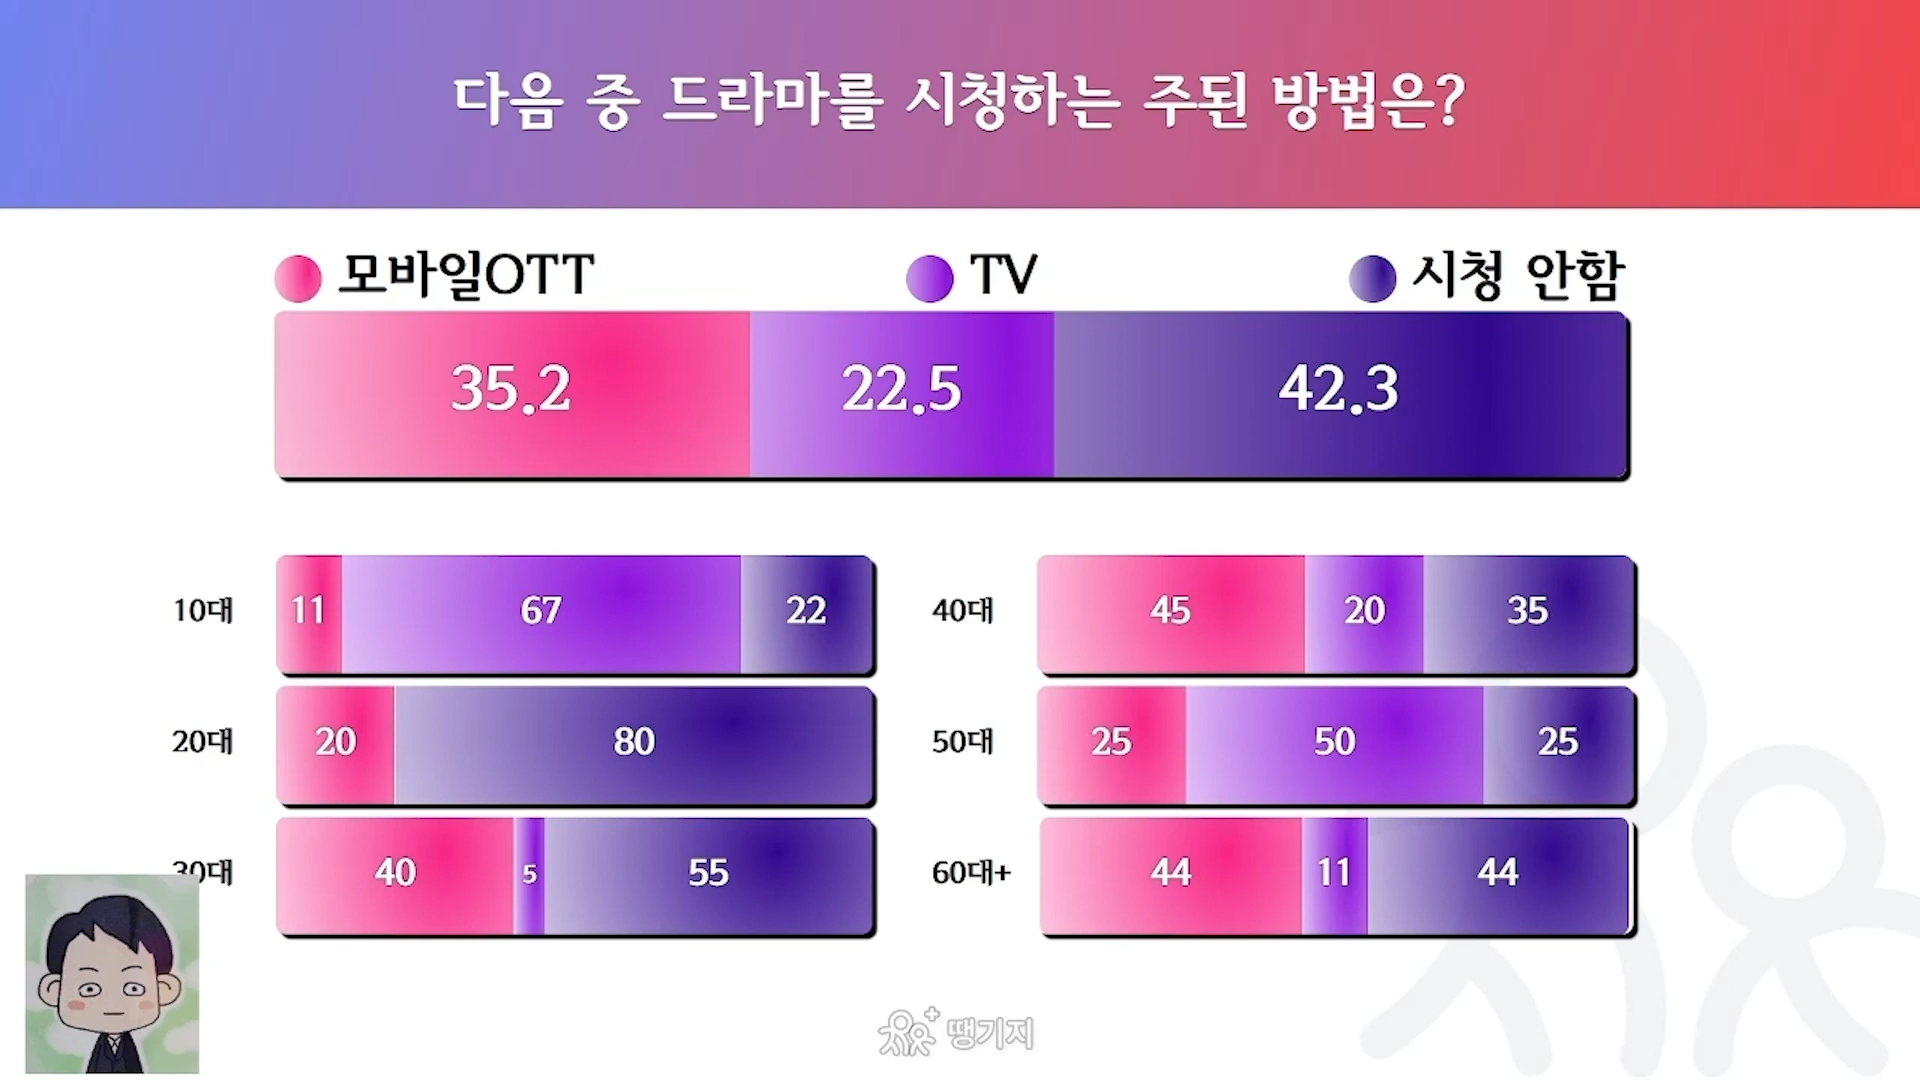 다음 중 드라마를 시청하는 주된 방법은?
모바일OTT TV 시청 안함
35.2 22.5 42.3
10대 11 67 22
20대 20 80
30대 40 5 55
40대 45 20 35
50대 25 50 25
60대+ 44 11 44
땡기지